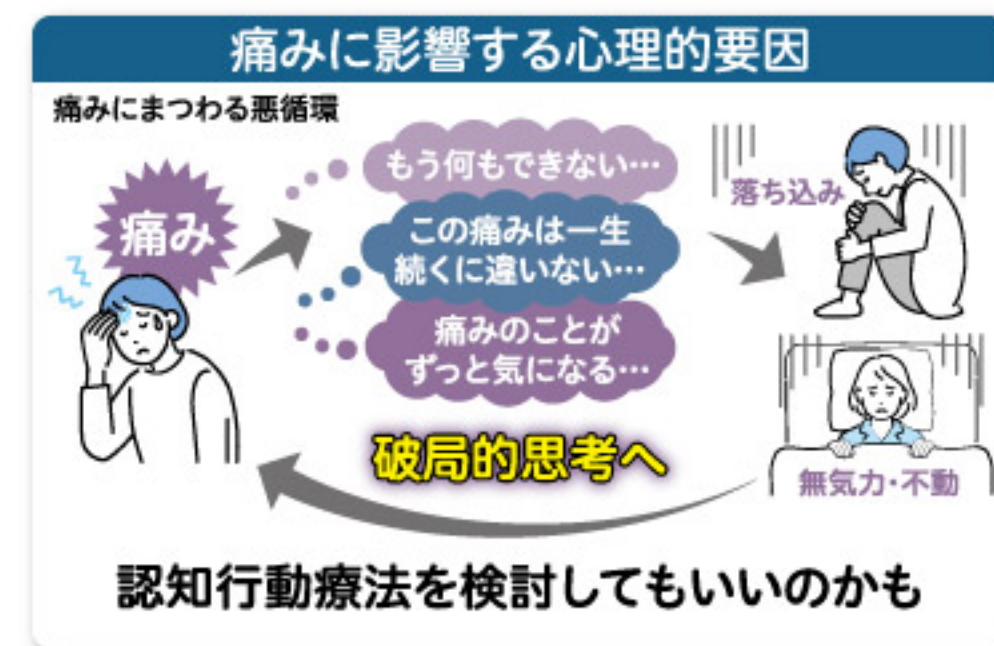 痛みに影響する心理的要因
痛みにまつわる悪循環
痛み
もう何もできない…
この痛みは一生
続くに違いない…
痛みのことが
ずっと気になる…
破局的思考へ
落ち込み
無気力・不動
認知行動療法を検討してもいいのかも